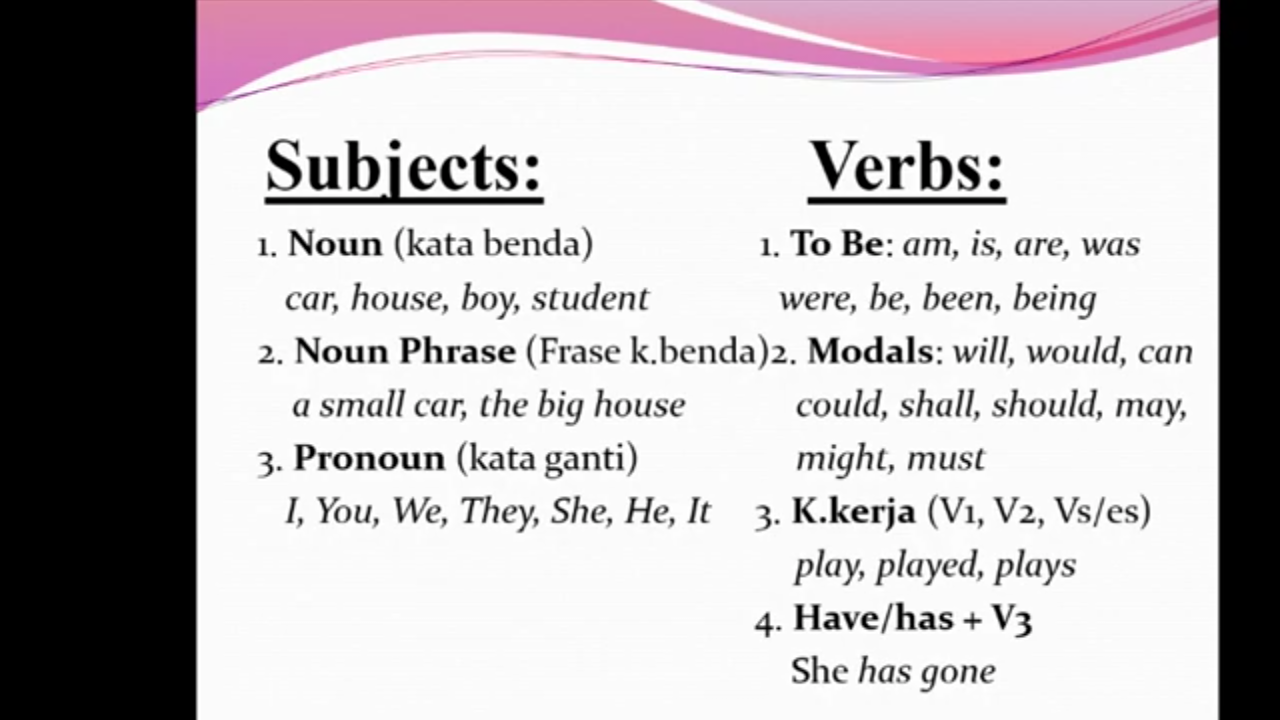 Subjects:
1. Noun (kata benda)
car, house, boy, student
2. Noun Phrase (Frase k.benda)
a small car, the big house
3. Pronoun (kata ganti)
I, You, We, They, She, He, It
Verbs:
1. To Be: am, is, are, was
were, be, been, being
2. Modals: will, would, can
could, shall, should, may,
might, must
3. K.kerja (V1, V2, Vs/es)
play, played, plays
4. Have/has + V3
She has gone